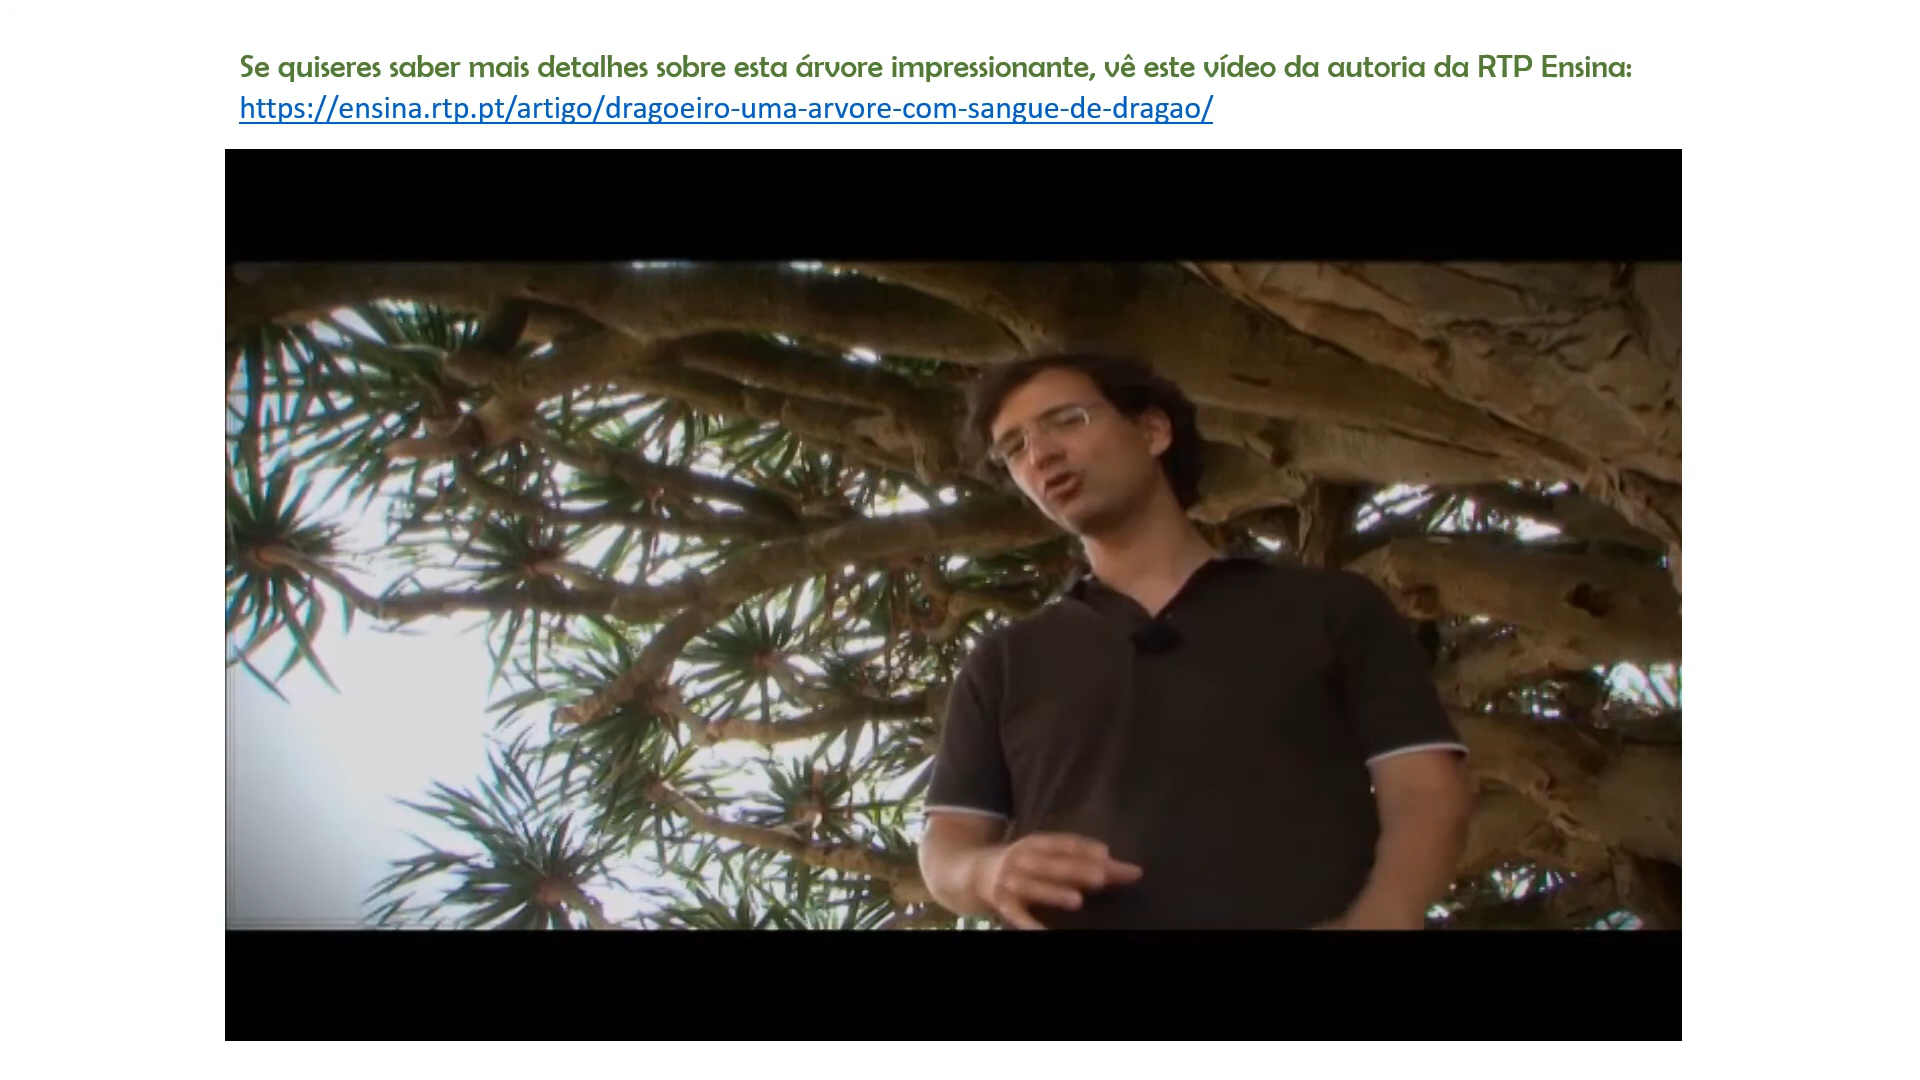 Se quiseres saber mais detalhes sobre esta árvore impressionante, vê este vídeo da autoria da RTP Ensina:
https://ensina.rtp.pt/artigo/dragoeiro-uma-arvore-com-sangue-de-dragao/